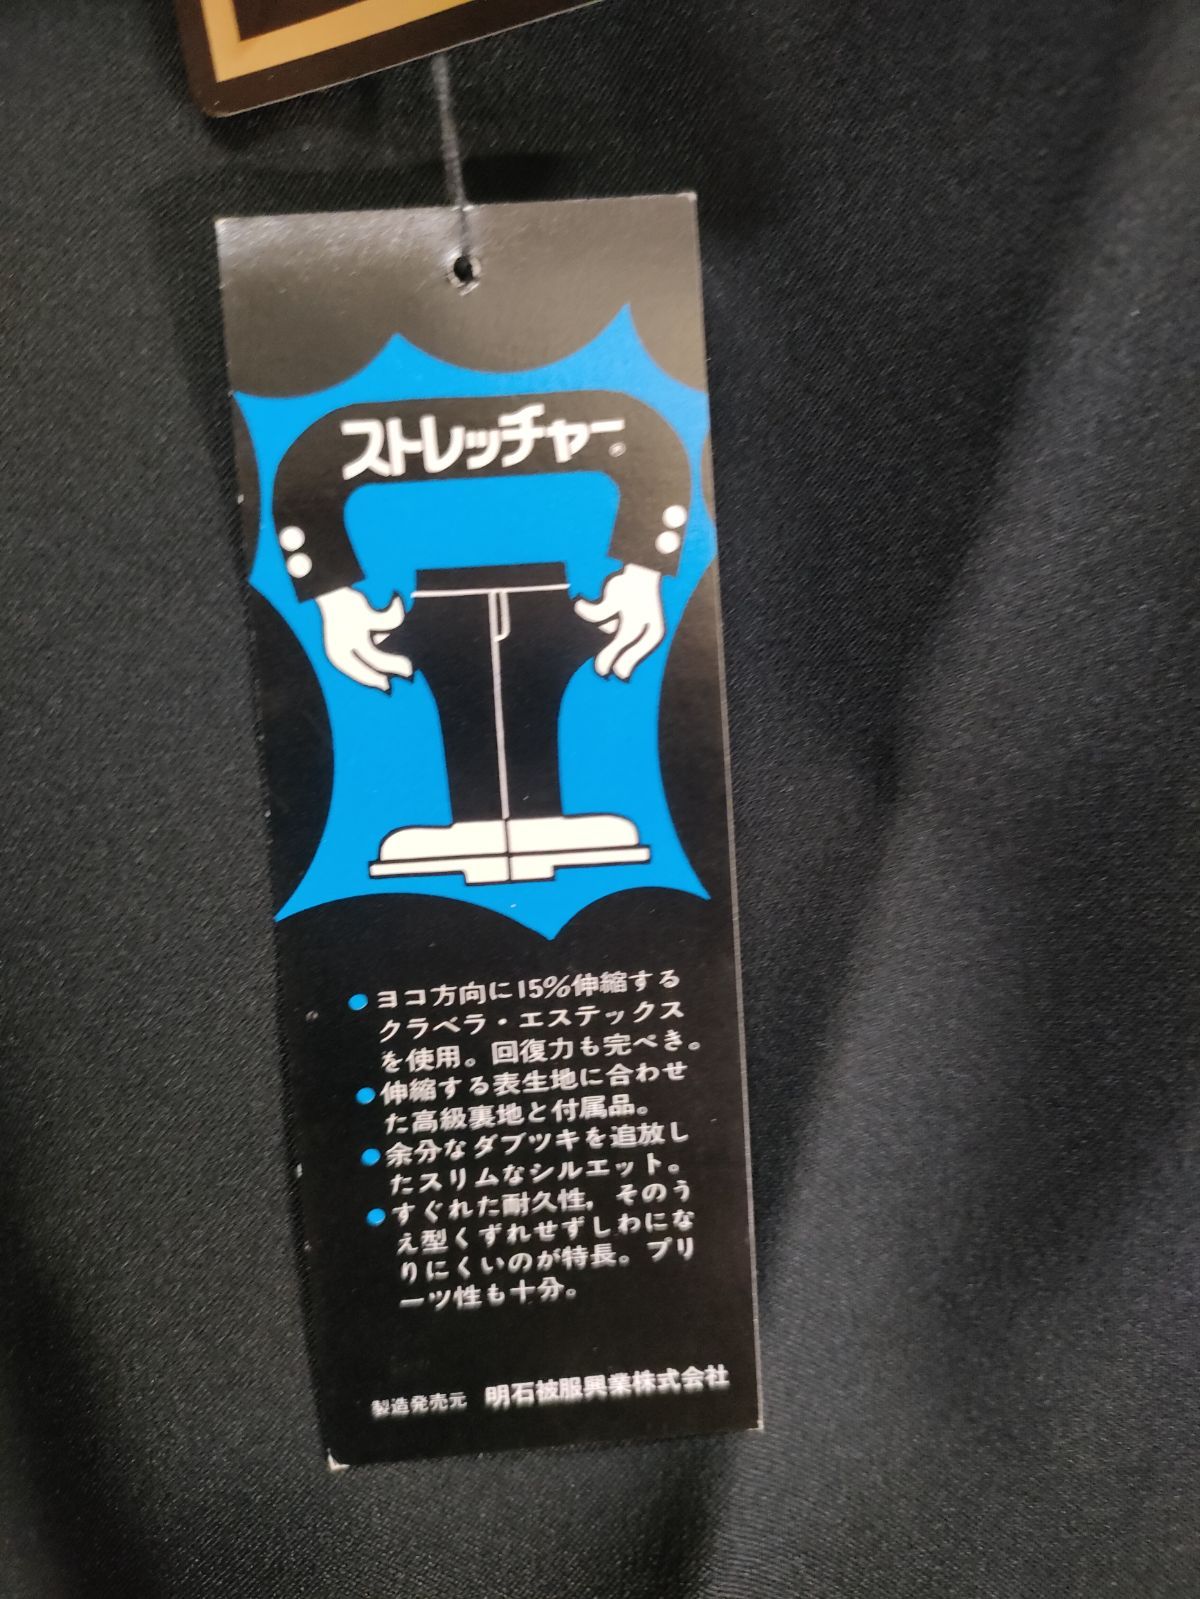 ストレッチャー
●ヨコ方向に15%伸縮する
クラベラ・エステックス
を使用。回復力も完ぺき。
●伸縮する表生地に合わせ
た高級裏地と付属品。
●余分なダブツキを追放し
たスリムなシルエット。
●すぐれた耐久性，そのう
え型くずれせずしわにな
りにくいのが特長。プリ
ーツ性も十分。
製造発売元 明石被服興業株式会社